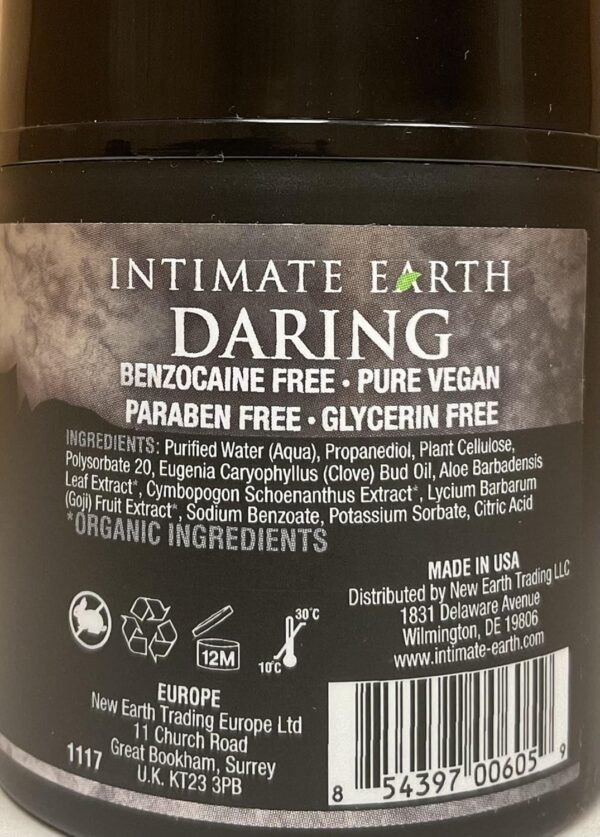 INTIMATE EARTH
DARING
BENZOCAINE FREE • PURE VEGAN
PARABEN FREE • GLYCERIN FREE
INGREDIENTS: Purified Water (Aqua), Propanediol, Plant Cellulose,
Polysorbate 20, Eugenia Caryophyllus (Clove) Bud Oil, Aloe Barbadensis
Leaf Extract*, Cymbopogon Schoenanthus Extract*, Lycium Barbarum
(Goji) Fruit Extract*, Sodium Benzoate, Potassium Sorbate, Citric Acid
*ORGANIC INGREDIENTS
MADE IN USA
Distributed by New Earth Trading LLC
1831 Delaware Avenue
Wilmington, DE 19806
www.intimate-earth.com
12M
10°C
30°C
EUROPE
New Earth Trading Europe Ltd
11 Church Road
Great Bookham, Surrey
U.K. KT23 3PB
1117
8 54397 00605 9